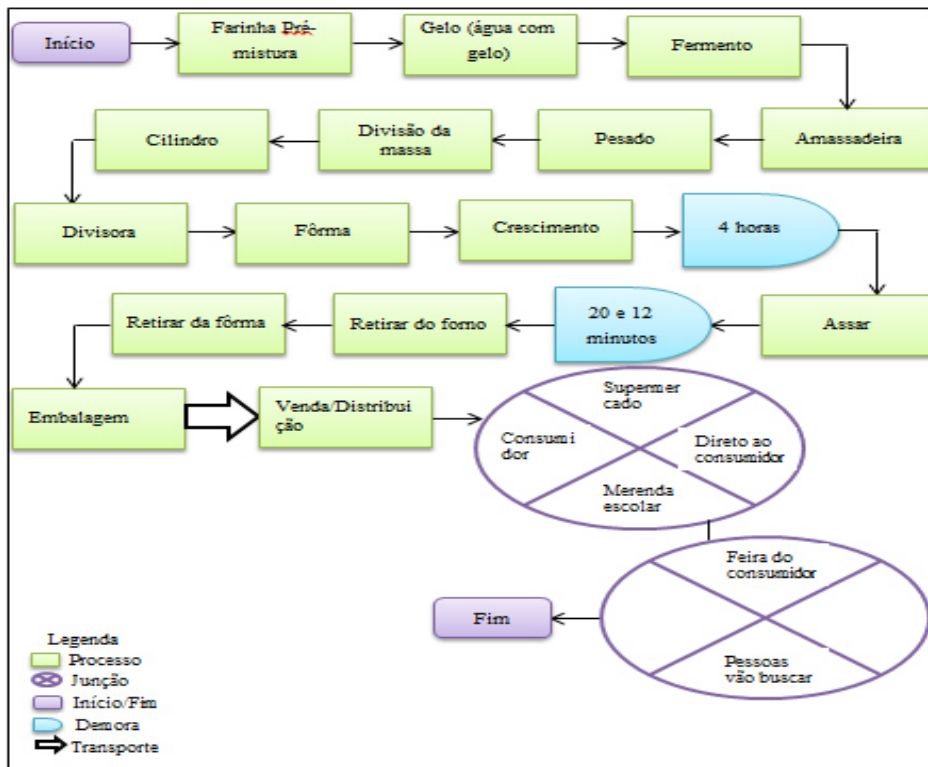 Início
Farinha Pré-
mistura
Gelo (água com
gelo)
Fermento
Amassadeira
Pesado
Divisão da
massa
Cilindro
Divisora
Fôrma
Crescimento
4 horas
Assar
20 e 12
minutos
Retirar do forno
Retirar da fôrma
Embalagem
Venda/Distribui
ção
Supermer
cado
Consumi
dor
Direto ao
consumidor
Merenda
escolar
Feira do
consumidor
Pessoas
vão buscar
Fim
Legenda
Processo
Junção
Início/Fim
Demora
Transporte